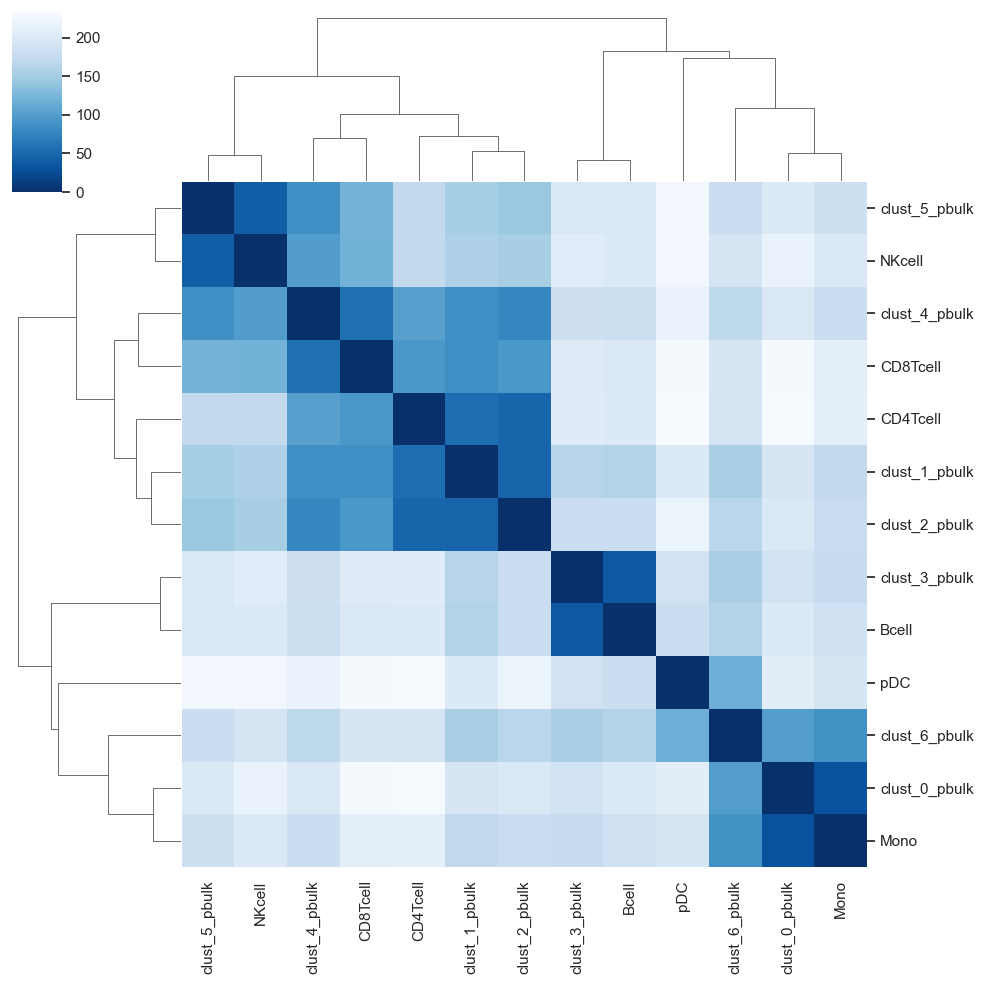 200
150
100
50
0
clust_5_pbulk
NKcell
clust_4_pbulk
CD8Tcell
CD4Tcell
clust_1_pbulk
clust_2_pbulk
clust_3_pbulk
Bcell
pDC
clust_6_pbulk
clust_0_pbulk
Mono
clust_5_pbulk
NKcell
clust_4_pbulk
CD8Tcell
CD4Tcell
clust_1_pbulk
clust_2_pbulk
clust_3_pbulk
Bcell
pDC
clust_6_pbulk
clust_0_pbulk
Mono